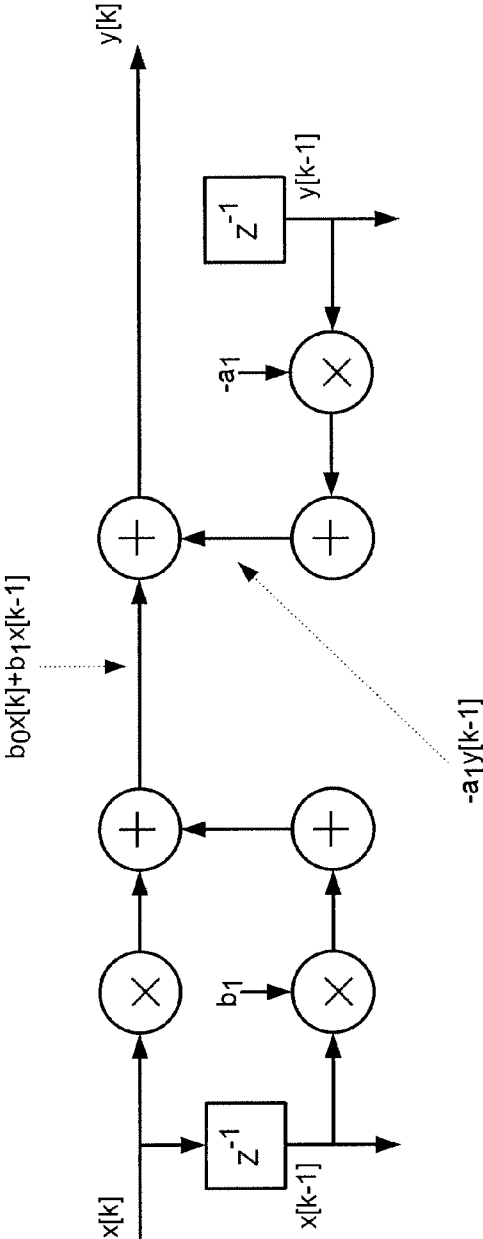 x[k]
z⁻¹
x[k-1]
×
b₁
×
+
+
b₀x[k]+b₁x[k-1]
-a₁y[k-1]
+
+
-a₁
×
z⁻¹
y[k-1]
y[k]